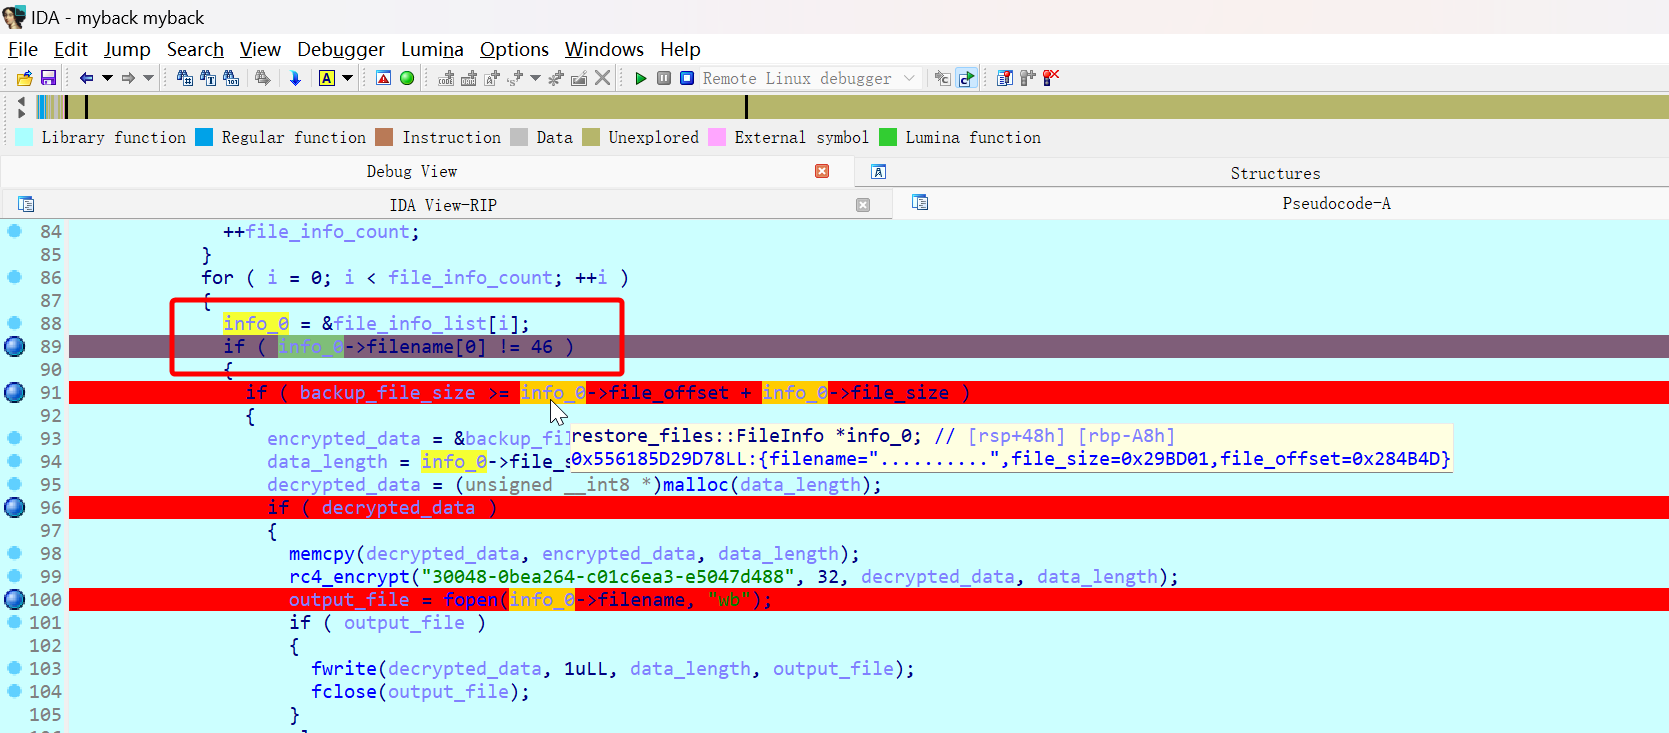 IDA - myback myback
File Edit Jump Search View Debugger Lumina Options Windows Help
Remote Linux debugger
Library function Regular function Instruction Data Unexplored External symbol Lumina function
Debug View Structures
IDA View-RIP Pseudocode-A
84 ++file_info_count;
85 }
86 for ( i = 0; i < file_info_count; ++i )
87 {
88 info_0 = &file_info_list[i];
89 if ( info_0->filename[0] != 46 )
90 {
91 if ( backup_file_size >= info_0->file_offset + info_0->file_size )
92 {
93 encrypted_data = &backup_fi
restore_files::FileInfo *info_0; // [rsp+48h] [rbp-A8h]
94 data_length = info_0->file_s
0x556185D29D78LL:{filename="..........",file_size=0x29BD01,file_offset=0x284B4D}
95 decrypted_data = (unsigned __int8 *)malloc(data_length);
96 if ( decrypted_data )
97 {
98 memcpy(decrypted_data, encrypted_data, data_length);
99 rc4_encrypt("30048-0bea264-c01c6ea3-e5047d488", 32, decrypted_data, data_length);
100 output_file = fopen(info_0->filename, "wb");
101 if ( output_file )
102 {
103 fwrite(decrypted_data, 1uLL, data_length, output_file);
104 fclose(output_file);
105 }